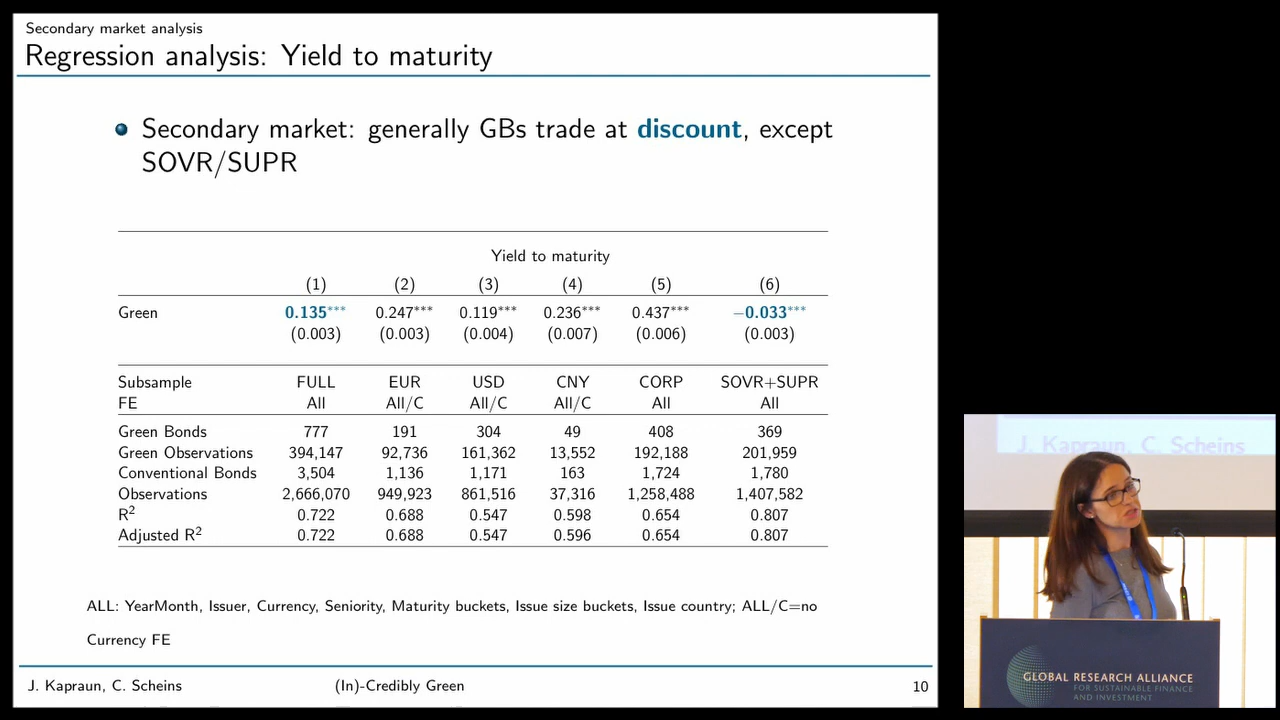 Secondary market analysis
Regression analysis: Yield to maturity
Secondary market: generally GBs trade at discount, except
SOVR/SUPR
Yield to maturity
(1) (2) (3) (4) (5) (6)
Green 0.135*** 0.247*** 0.119*** 0.236*** 0.437*** −0.033***
(0.003) (0.003) (0.004) (0.007) (0.006) (0.003)
Subsample FULL EUR USD CNY CORP SOVR+SUPR
FE All All/C All/C All/C All All
Green Bonds 777 191 304 49 408 369
Green Observations 394,147 92,736 161,362 13,552 192,188 201,959
Conventional Bonds 3,504 1,136 1,171 163 1,724 1,780
Observations 2,666,070 949,923 861,516 37,316 1,258,488 1,407,582
R² 0.722 0.688 0.547 0.598 0.654 0.807
Adjusted R² 0.722 0.688 0.547 0.596 0.654 0.807
ALL: YearMonth, Issuer, Currency, Seniority, Maturity buckets, Issue size buckets, Issue country; ALL/C=no
Currency FE
J. Kapraun, C. Scheins (In)-Credibly Green 10
J. Kapraun, C. Scheins
GLOBAL RESEARCH ALLIANCE
FOR SUSTAINABLE FINANCE
AND INVESTMENT